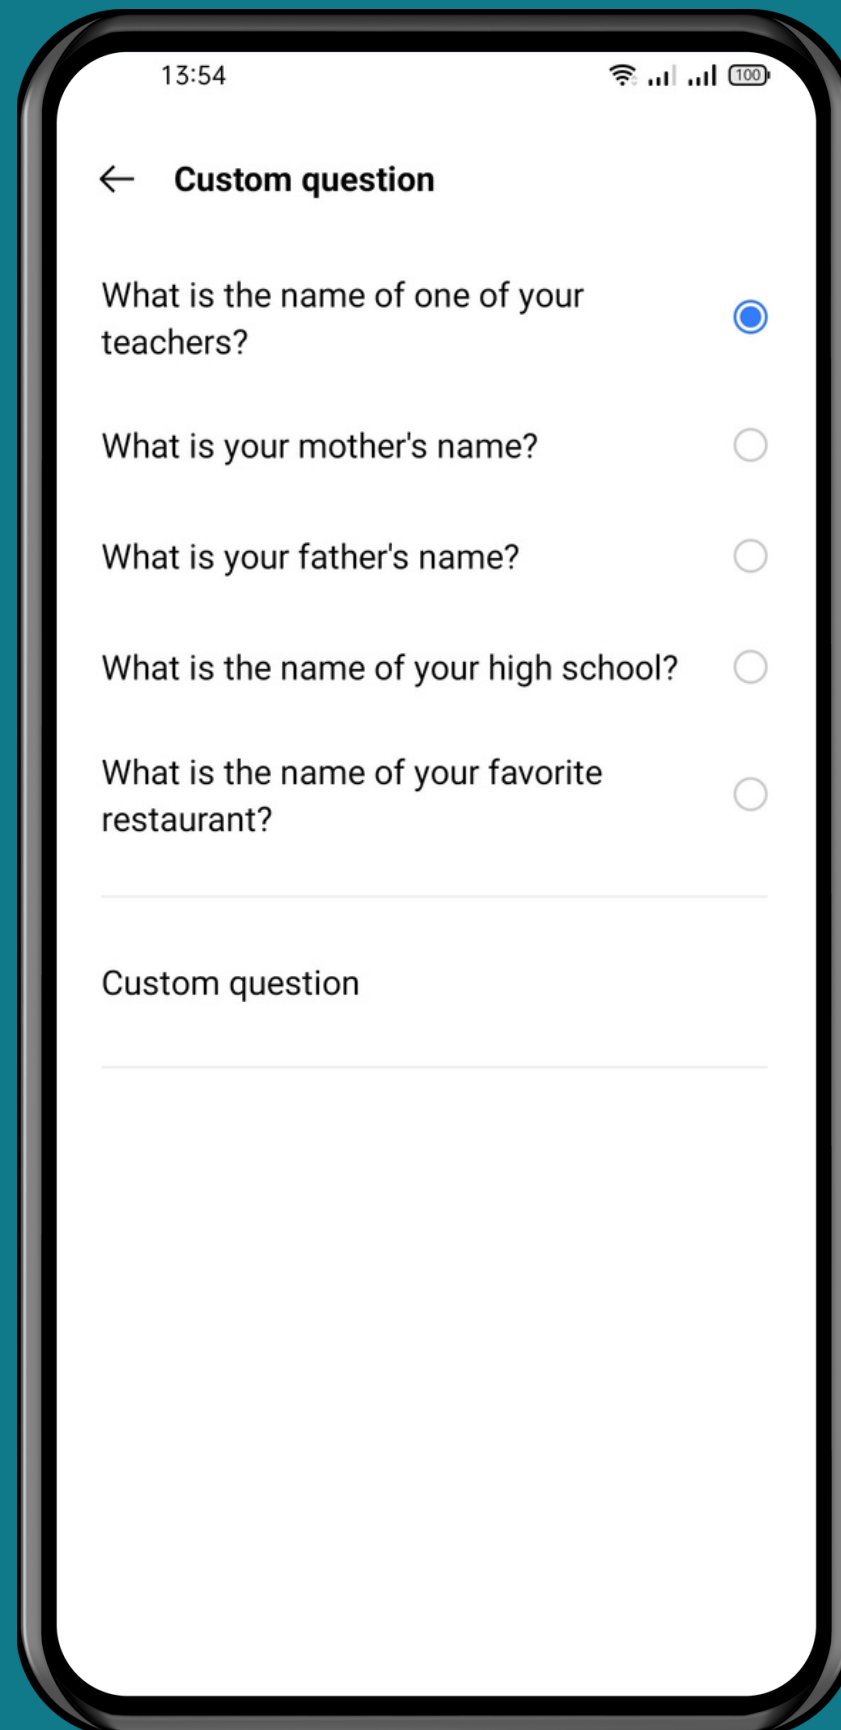 13:54
100
Custom question
What is the name of one of your
teachers?
What is your mother's name?
What is your father's name?
What is the name of your high school?
What is the name of your favorite
restaurant?
Custom question